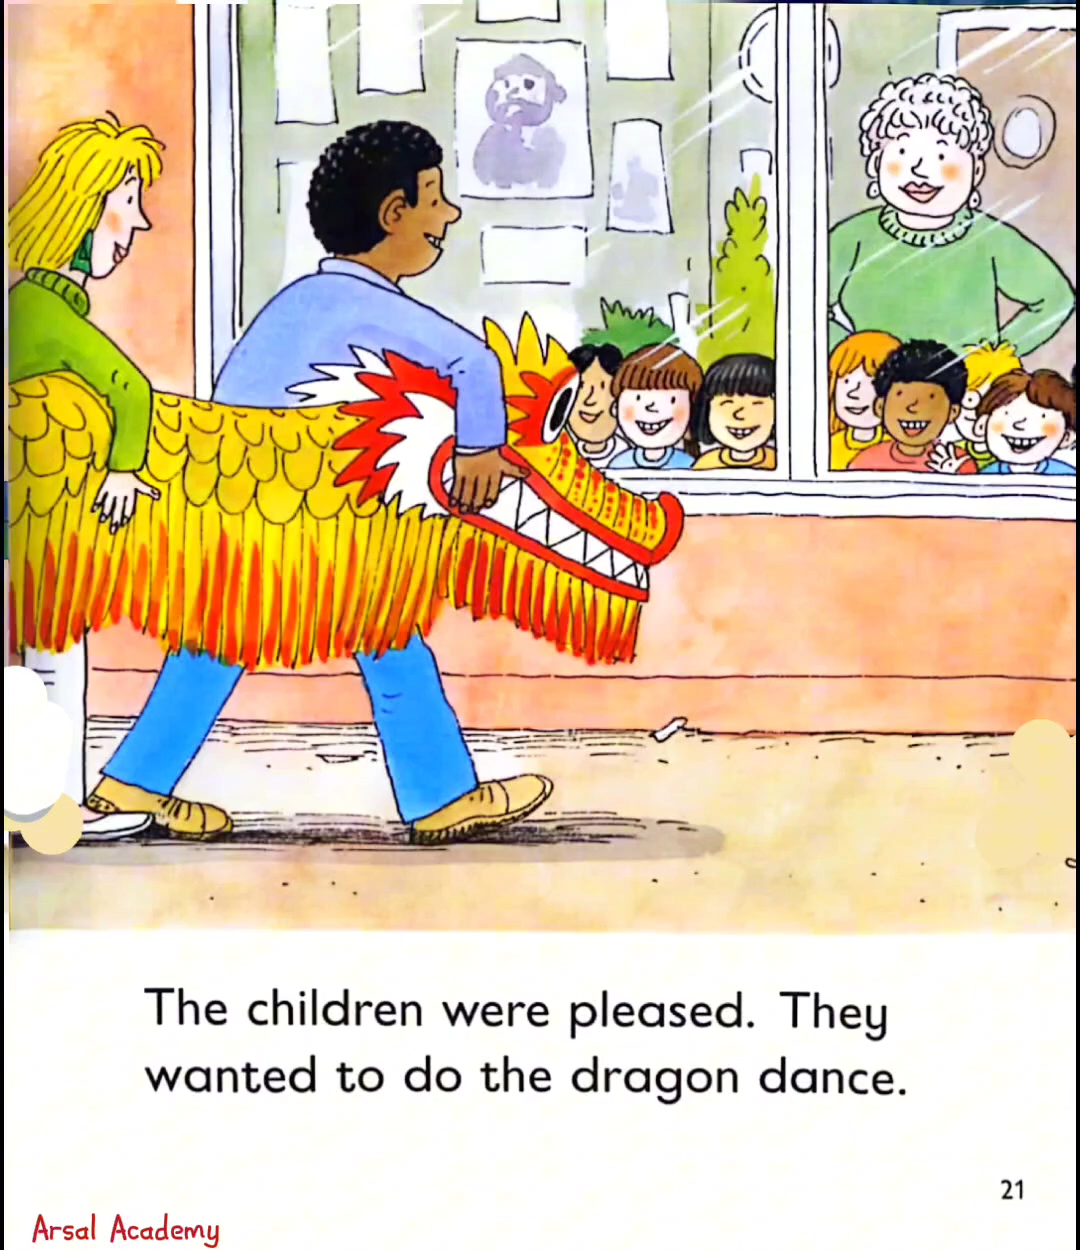 The children were pleased. They
wanted to do the dragon dance.
21
Arsal Academy